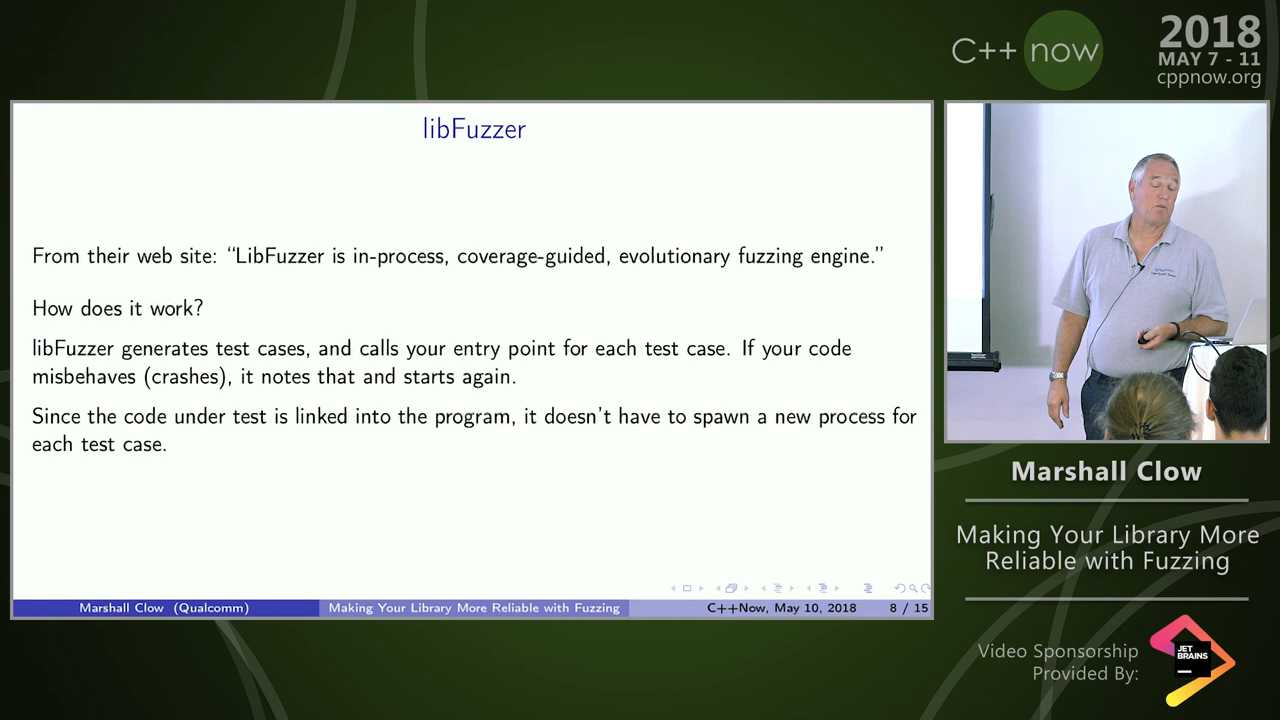 C++ now
2018
MAY 7 - 11
cppnow.org
libFuzzer
From their web site: “LibFuzzer is in-process, coverage-guided, evolutionary fuzzing engine.”
How does it work?
libFuzzer generates test cases, and calls your entry point for each test case. If your code
misbehaves (crashes), it notes that and starts again.
Since the code under test is linked into the program, it doesn’t have to spawn a new process for
each test case.
Marshall Clow (Qualcomm)
Making Your Library More Reliable with Fuzzing
C++Now, May 10, 2018
8 / 15
Marshall Clow
Making Your Library More
Reliable with Fuzzing
Video Sponsorship
Provided By:
JET
BRAINS